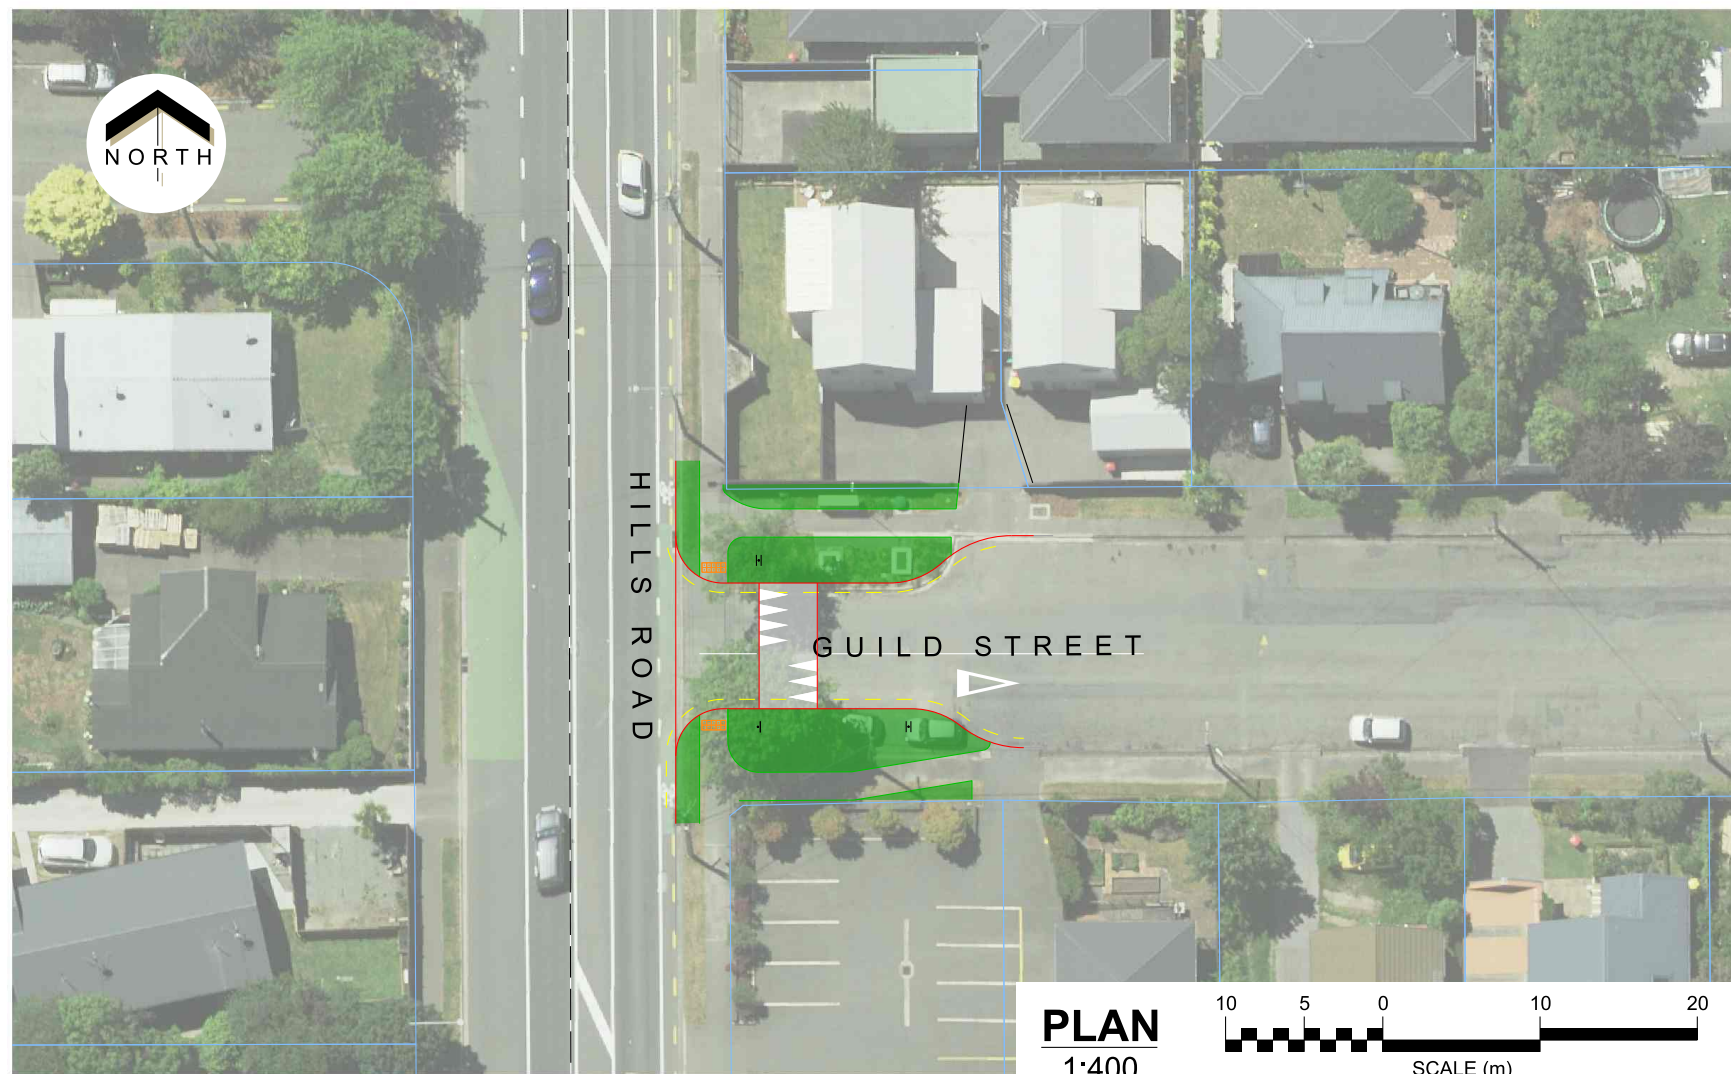 NORTH
HILLS ROAD
GUILD STREET
PLAN
1:400
10 5 0 10 20
SCALE (m)